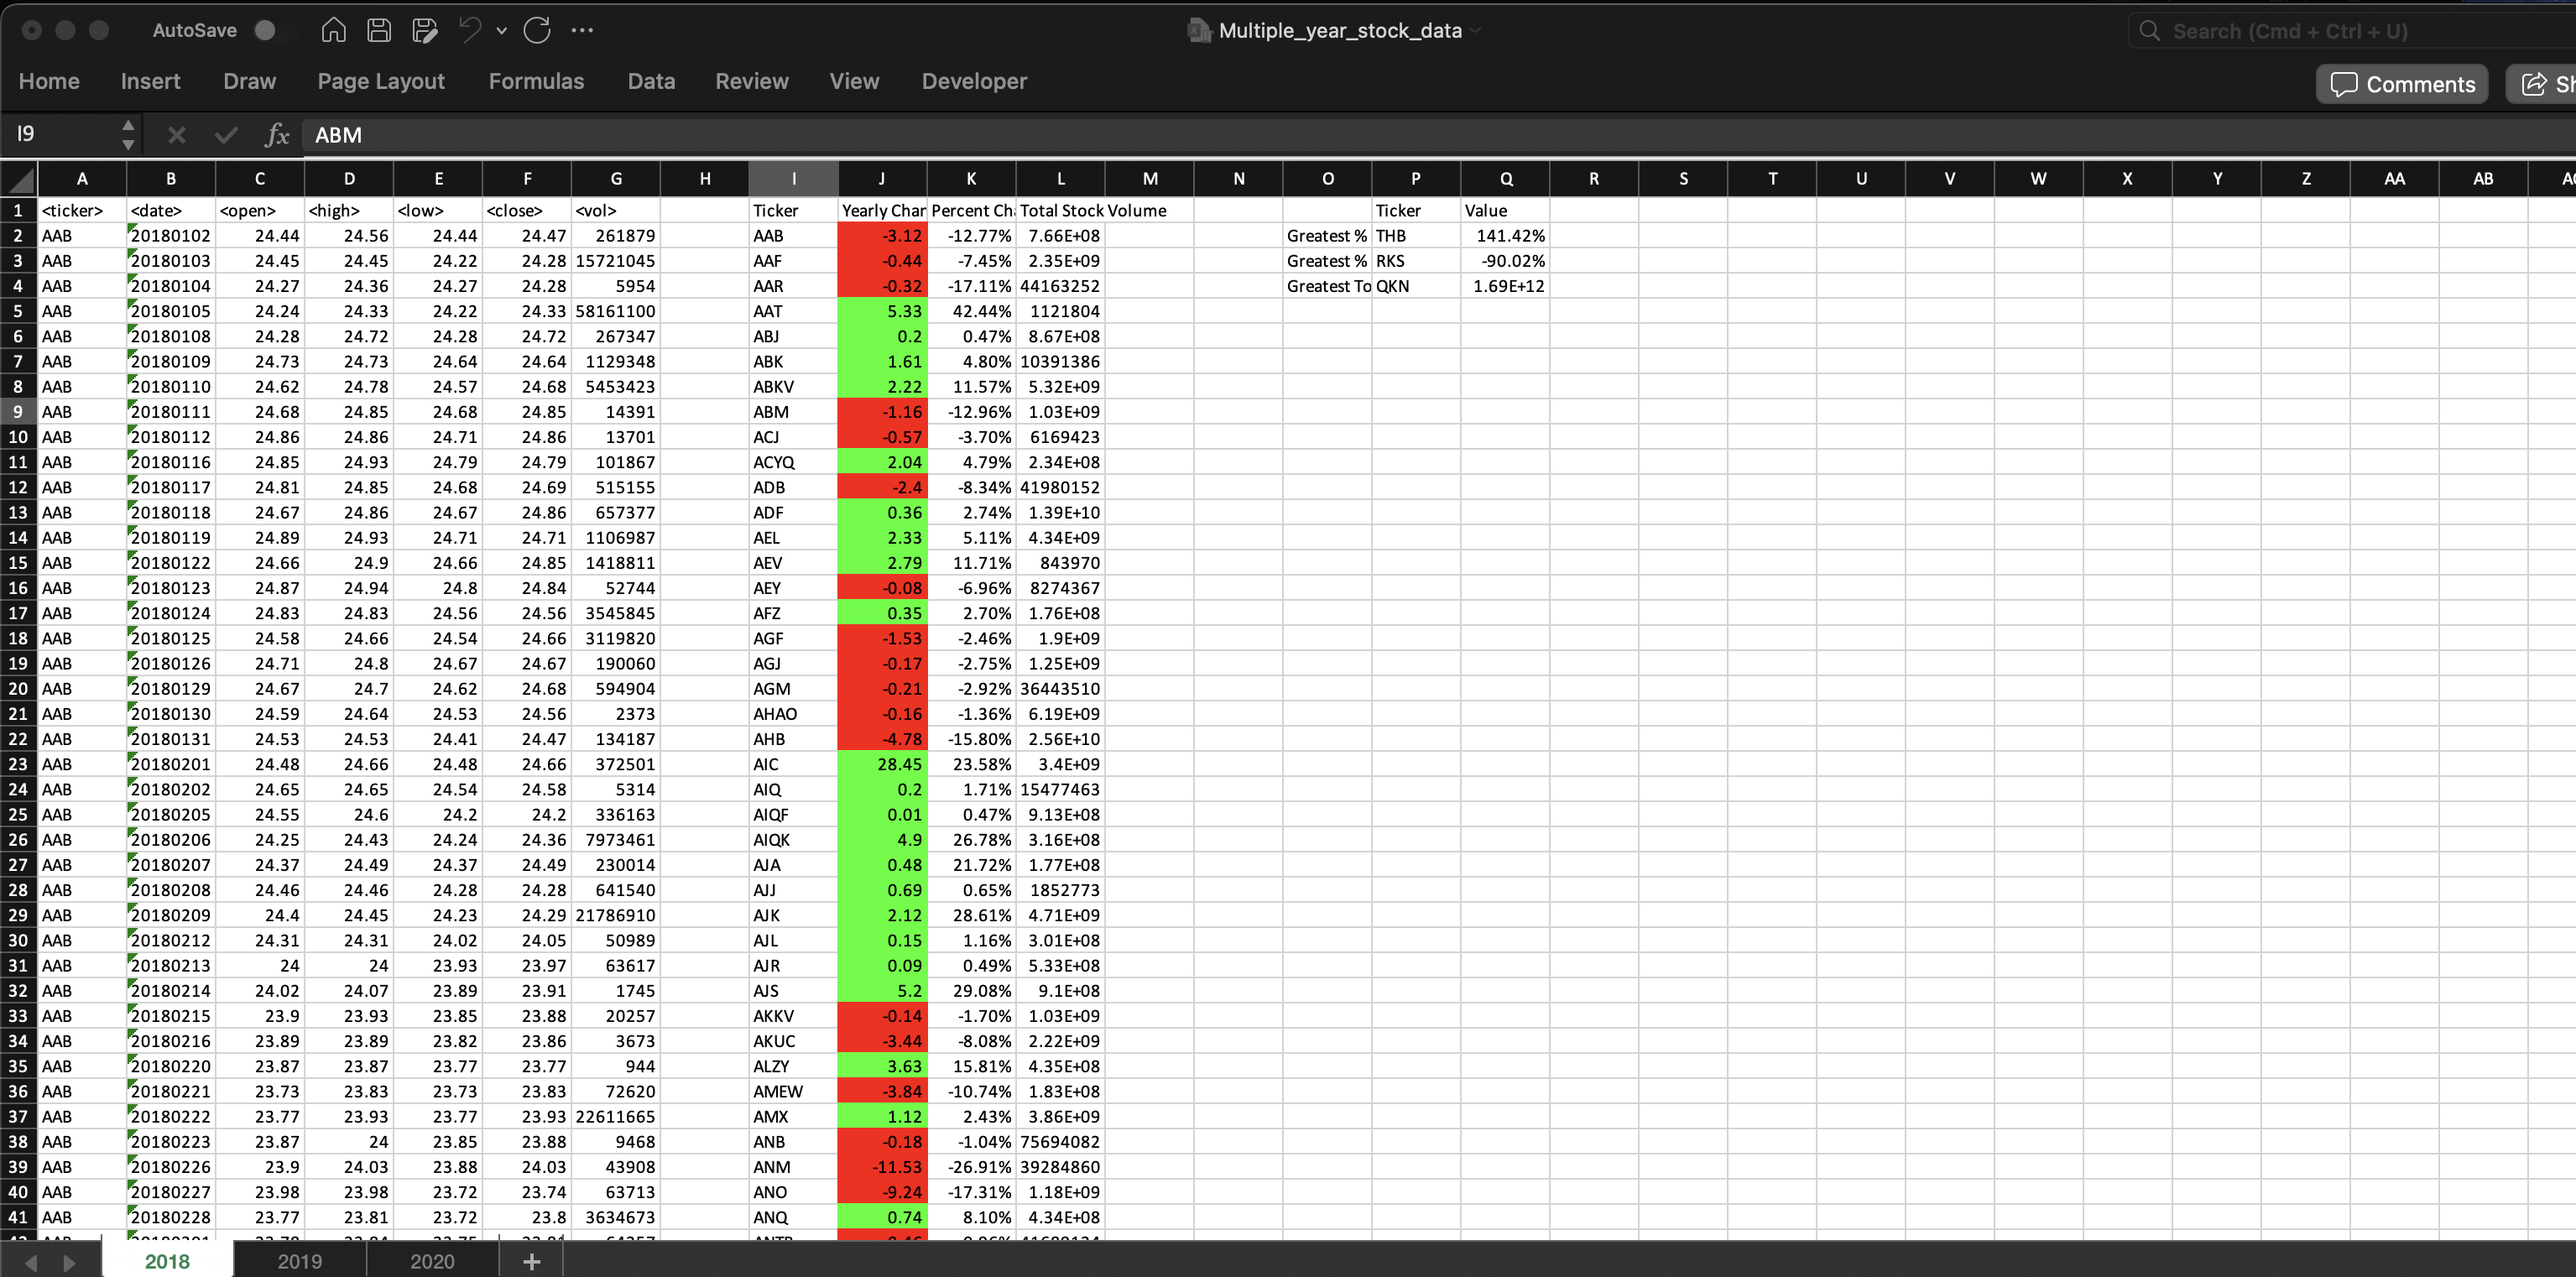 AutoSave Multiple_year_stock_data Search (Cmd + Ctrl + U)
Home Insert Draw Page Layout Formulas Data Review View Developer Comments Sh
I9 fx ABM
A B C D E F G H I J K L M N O P Q R S T U V W X Y Z AA AB
1 <ticker> <date> <open> <high> <low> <close> <vol> Ticker Yearly Char Percent Ch Total Stock Volume Ticker Value
2 AAB 20180102 24.44 24.56 24.44 24.47 261879 AAB -3.12 -12.77% 7.66E+08 Greatest % THB 141.42%
3 AAB 20180103 24.45 24.45 24.22 24.28 15721045 AAF -0.44 -7.45% 2.35E+09 Greatest % RKS -90.02%
4 AAB 20180104 24.27 24.36 24.27 24.28 5954 AAR -0.32 -17.11% 44163252 Greatest To QKN 1.69E+12
5 AAB 20180105 24.24 24.33 24.22 24.33 58161100 AAT 5.33 42.44% 1121804
6 AAB 20180108 24.28 24.72 24.28 24.72 267347 ABJ 0.2 0.47% 8.67E+08
7 AAB 20180109 24.73 24.73 24.64 24.64 1129348 ABK 1.61 4.80% 10391386
8 AAB 20180110 24.62 24.78 24.57 24.68 5453423 ABKV 2.22 11.57% 5.32E+09
9 AAB 20180111 24.68 24.85 24.68 24.85 14391 ABM -1.16 -12.96% 1.03E+09
10 AAB 20180112 24.86 24.86 24.71 24.86 13701 ACJ -0.57 -3.70% 6169423
11 AAB 20180116 24.85 24.93 24.79 24.79 101867 ACYQ 2.04 4.79% 2.34E+08
12 AAB 20180117 24.81 24.85 24.68 24.69 515155 ADB -2.4 -8.34% 41980152
13 AAB 20180118 24.67 24.86 24.67 24.86 657377 ADF 0.36 2.74% 1.39E+10
14 AAB 20180119 24.89 24.93 24.71 24.71 1106987 AEL 2.33 5.11% 4.34E+09
15 AAB 20180122 24.66 24.9 24.66 24.85 1418811 AEV 2.79 11.71% 843970
16 AAB 20180123 24.87 24.94 24.8 24.84 52744 AEY -0.08 -6.96% 8274367
17 AAB 20180124 24.83 24.83 24.56 24.56 3545845 AFZ 0.35 2.70% 1.76E+08
18 AAB 20180125 24.58 24.66 24.54 24.66 3119820 AGF -1.53 -2.46% 1.9E+09
19 AAB 20180126 24.71 24.8 24.67 24.67 190060 AGJ -0.17 -2.75% 1.25E+09
20 AAB 20180129 24.67 24.7 24.62 24.68 594904 AGM -0.21 -2.92% 36443510
21 AAB 20180130 24.59 24.64 24.53 24.56 2373 AHAO -0.16 -1.36% 6.19E+09
22 AAB 20180131 24.53 24.53 24.41 24.47 134187 AHB -4.78 -15.80% 2.56E+10
23 AAB 20180201 24.48 24.66 24.48 24.66 372501 AIC 28.45 23.58% 3.4E+09
24 AAB 20180202 24.65 24.65 24.54 24.58 5314 AIQ 0.2 1.71% 15477463
25 AAB 20180205 24.55 24.6 24.2 24.2 336163 AIQF 0.01 0.47% 9.13E+08
26 AAB 20180206 24.25 24.43 24.24 24.36 7973461 AIQK 4.9 26.78% 3.16E+08
27 AAB 20180207 24.37 24.49 24.37 24.49 230014 AJA 0.48 21.72% 1.77E+08
28 AAB 20180208 24.46 24.46 24.28 24.28 641540 AJJ 0.69 0.65% 1852773
29 AAB 20180209 24.4 24.45 24.23 24.29 21786910 AJK 2.12 28.61% 4.71E+09
30 AAB 20180212 24.31 24.31 24.02 24.05 50989 AJL 0.15 1.16% 3.01E+08
31 AAB 20180213 24 24 23.93 23.97 63617 AJR 0.09 0.49% 5.33E+08
32 AAB 20180214 24.02 24.07 23.89 23.91 1745 AJS 5.2 29.08% 9.1E+08
33 AAB 20180215 23.9 23.93 23.85 23.88 20257 AKKV -0.14 -1.70% 1.03E+09
34 AAB 20180216 23.89 23.89 23.82 23.86 3673 AKUC -3.44 -8.08% 2.22E+09
35 AAB 20180220 23.87 23.87 23.77 23.77 944 ALZY 3.63 15.81% 4.35E+08
36 AAB 20180221 23.73 23.83 23.73 23.83 72620 AMEW -3.84 -10.74% 1.83E+08
37 AAB 20180222 23.77 23.93 23.77 23.93 22611665 AMX 1.12 2.43% 3.86E+09
38 AAB 20180223 23.87 24 23.85 23.88 9468 ANB -0.18 -1.04% 75694082
39 AAB 20180226 23.9 24.03 23.88 24.03 43908 ANM -11.53 -26.91% 39284860
40 AAB 20180227 23.98 23.98 23.72 23.74 63713 ANO -9.24 -17.31% 1.18E+09
41 AAB 20180228 23.77 23.81 23.72 23.8 3634673 ANQ 0.74 8.10% 4.34E+08
2018 2019 2020 +